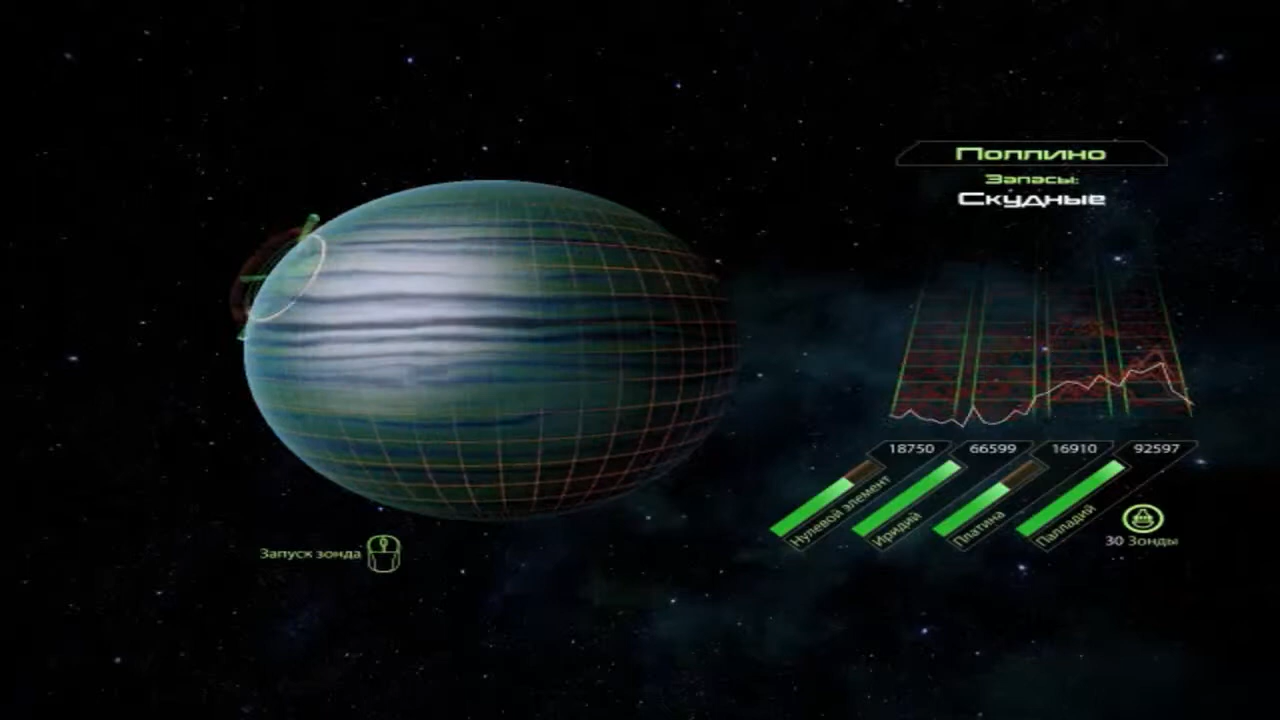 Поллино
Запасы:
Скудные
18750 66599 16910 92597
Нулевой элемент
Иридий
Платина
Палладий
30 Зонды
Запуск зонда